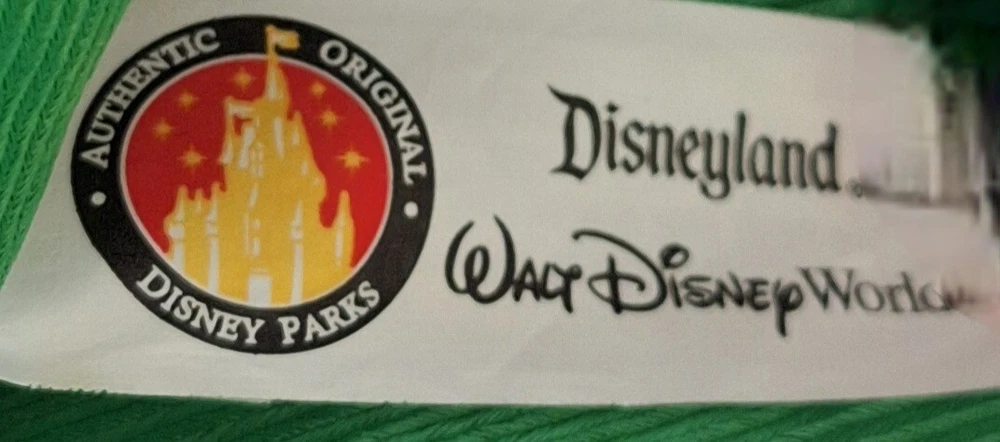 AUTHENTIC ORIGINAL
DISNEY PARKS
Disneyland
WALT DISNEY World